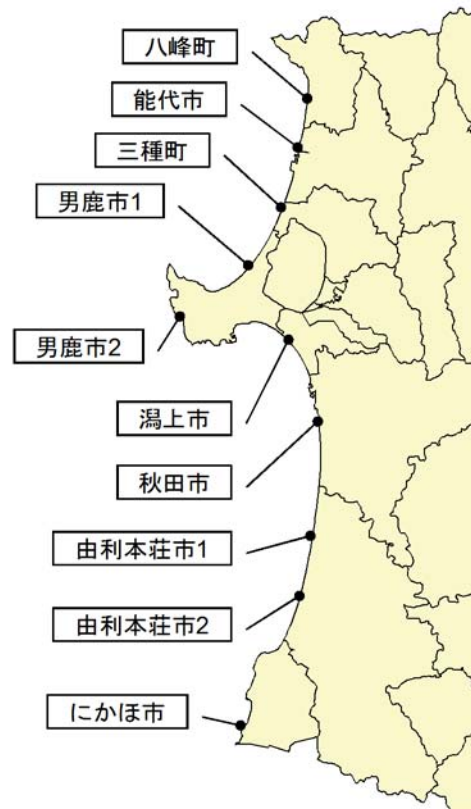 八峰町
能代市
三種町
男鹿市1
男鹿市2
潟上市
秋田市
由利本荘市1
由利本荘市2
にかほ市